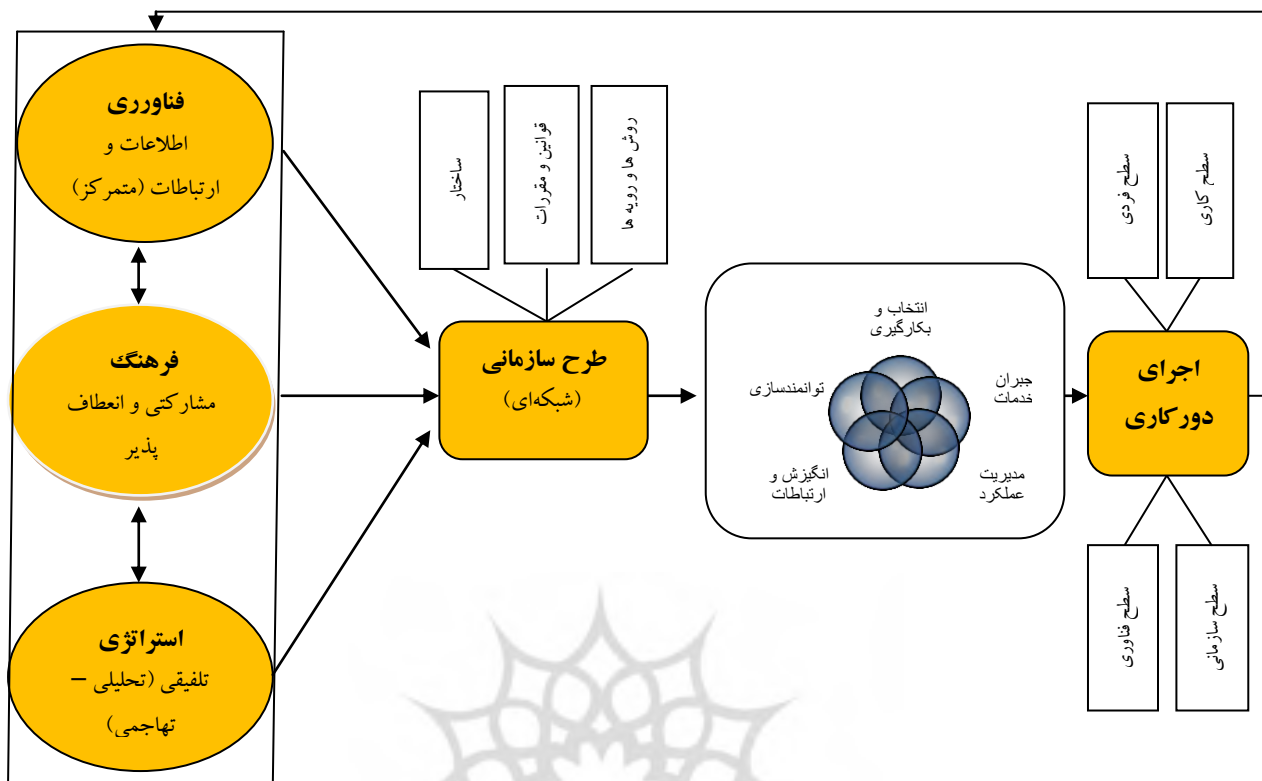 فناورری
اطلاعات و
ارتباطات (متمرکز)
فرهنگ
مشارکتی و انعطاف
پذیر
استراتژی
تلفیقی (تحلیلی –
تهاجمی)
روش ها و رویه ها
قوانین و مقررات
ساختار
طرح سازمانی
(شبکه‌ای)
انتخاب و
بکارگیری
جبران
خدمات
توانمندسازی
مدیریت
عملکرد
انگیزش و
ارتباطات
سطح کاری
سطح فردی
اجرای
دورکاری
سطح سازمانی
سطح فناوری